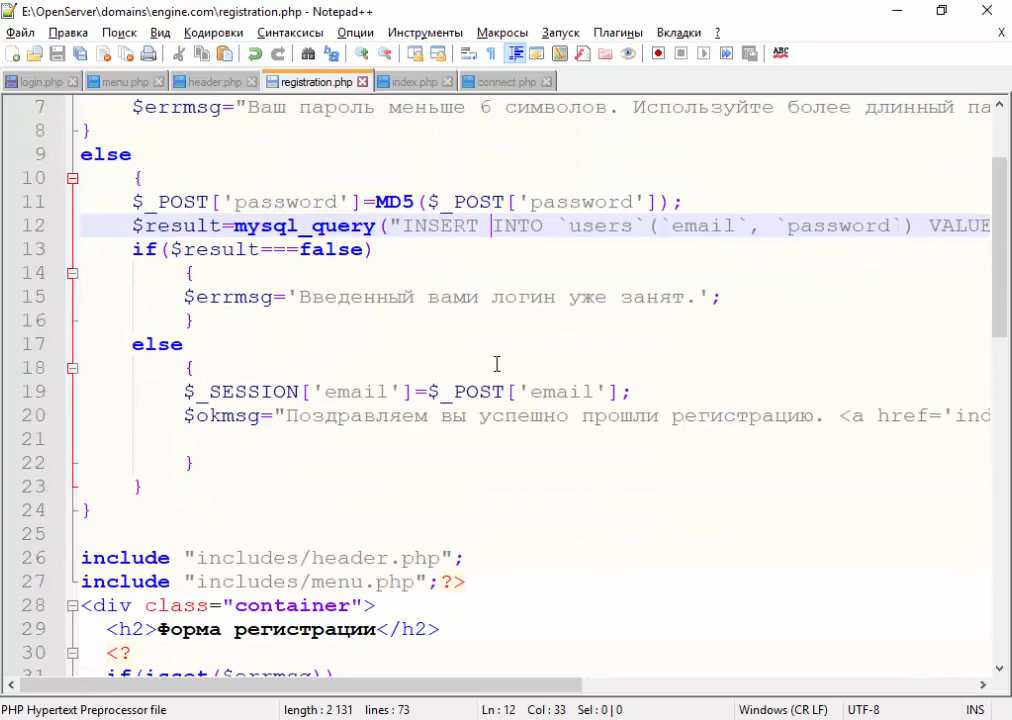 E:\OpenServer\domains\engine.com\registration.php - Notepad++
Файл Правка Поиск Вид Кодировки Синтаксисы Опции Инструменты Макросы Запуск Плагины Вкладки ? X
ABC
login.php menu.php header.php registration.php index.php connect.php
7 $errmsg="Ваш пароль меньше 6 символов. Используйте более длинный па
8 }
9 else
10 {
11 $_POST['password']=MD5($_POST['password']);
12 $result=mysql_query("INSERT INTO `users`(`email`, `password`) VALUE
13 if($result===false)
14 {
15 $errmsg='Введенный вами логин уже занят.';
16 }
17 else
18 {
19 $_SESSION['email']=$_POST['email'];
20 $okmsg="Поздравляем вы успешно прошли регистрацию. <a href='ind
21
22 }
23 }
24 }
25
26 include "includes/header.php";
27 include "includes/menu.php";?>
28 <div class="container">
29 <h2>Форма регистрации</h2>
30 <?
31 if(isset($errmsg))
PHP Hypertext Preprocessor file length : 2 131 lines : 73 Ln : 12 Col : 33 Sel : 0 | 0 Windows (CR LF) UTF-8 INS